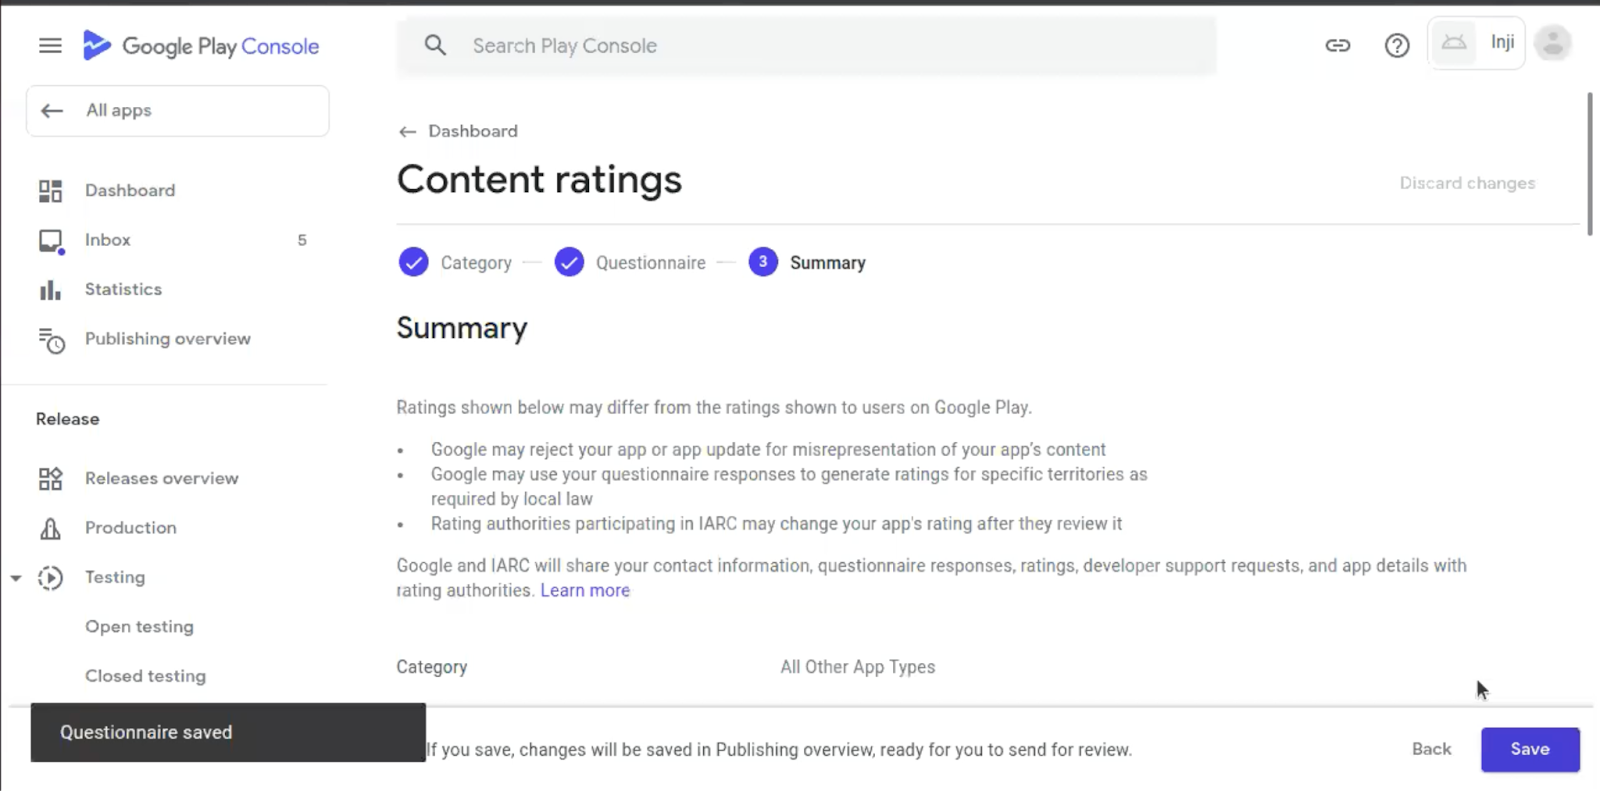 Google Play Console
Search Play Console
Inji
All apps
Dashboard
Inbox 5
Statistics
Publishing overview
Release
Releases overview
Production
Testing
Open testing
Closed testing
Dashboard
Content ratings
Discard changes
Category
Questionnaire
3 Summary
Summary
Ratings shown below may differ from the ratings shown to users on Google Play.
• Google may reject your app or app update for misrepresentation of your app's content
• Google may use your questionnaire responses to generate ratings for specific territories as
required by local law
• Rating authorities participating in IARC may change your app's rating after they review it
Google and IARC will share your contact information, questionnaire responses, ratings, developer support requests, and app details with
rating authorities. Learn more
Category All Other App Types
Questionnaire saved
If you save, changes will be saved in Publishing overview, ready for you to send for review.
Back
Save